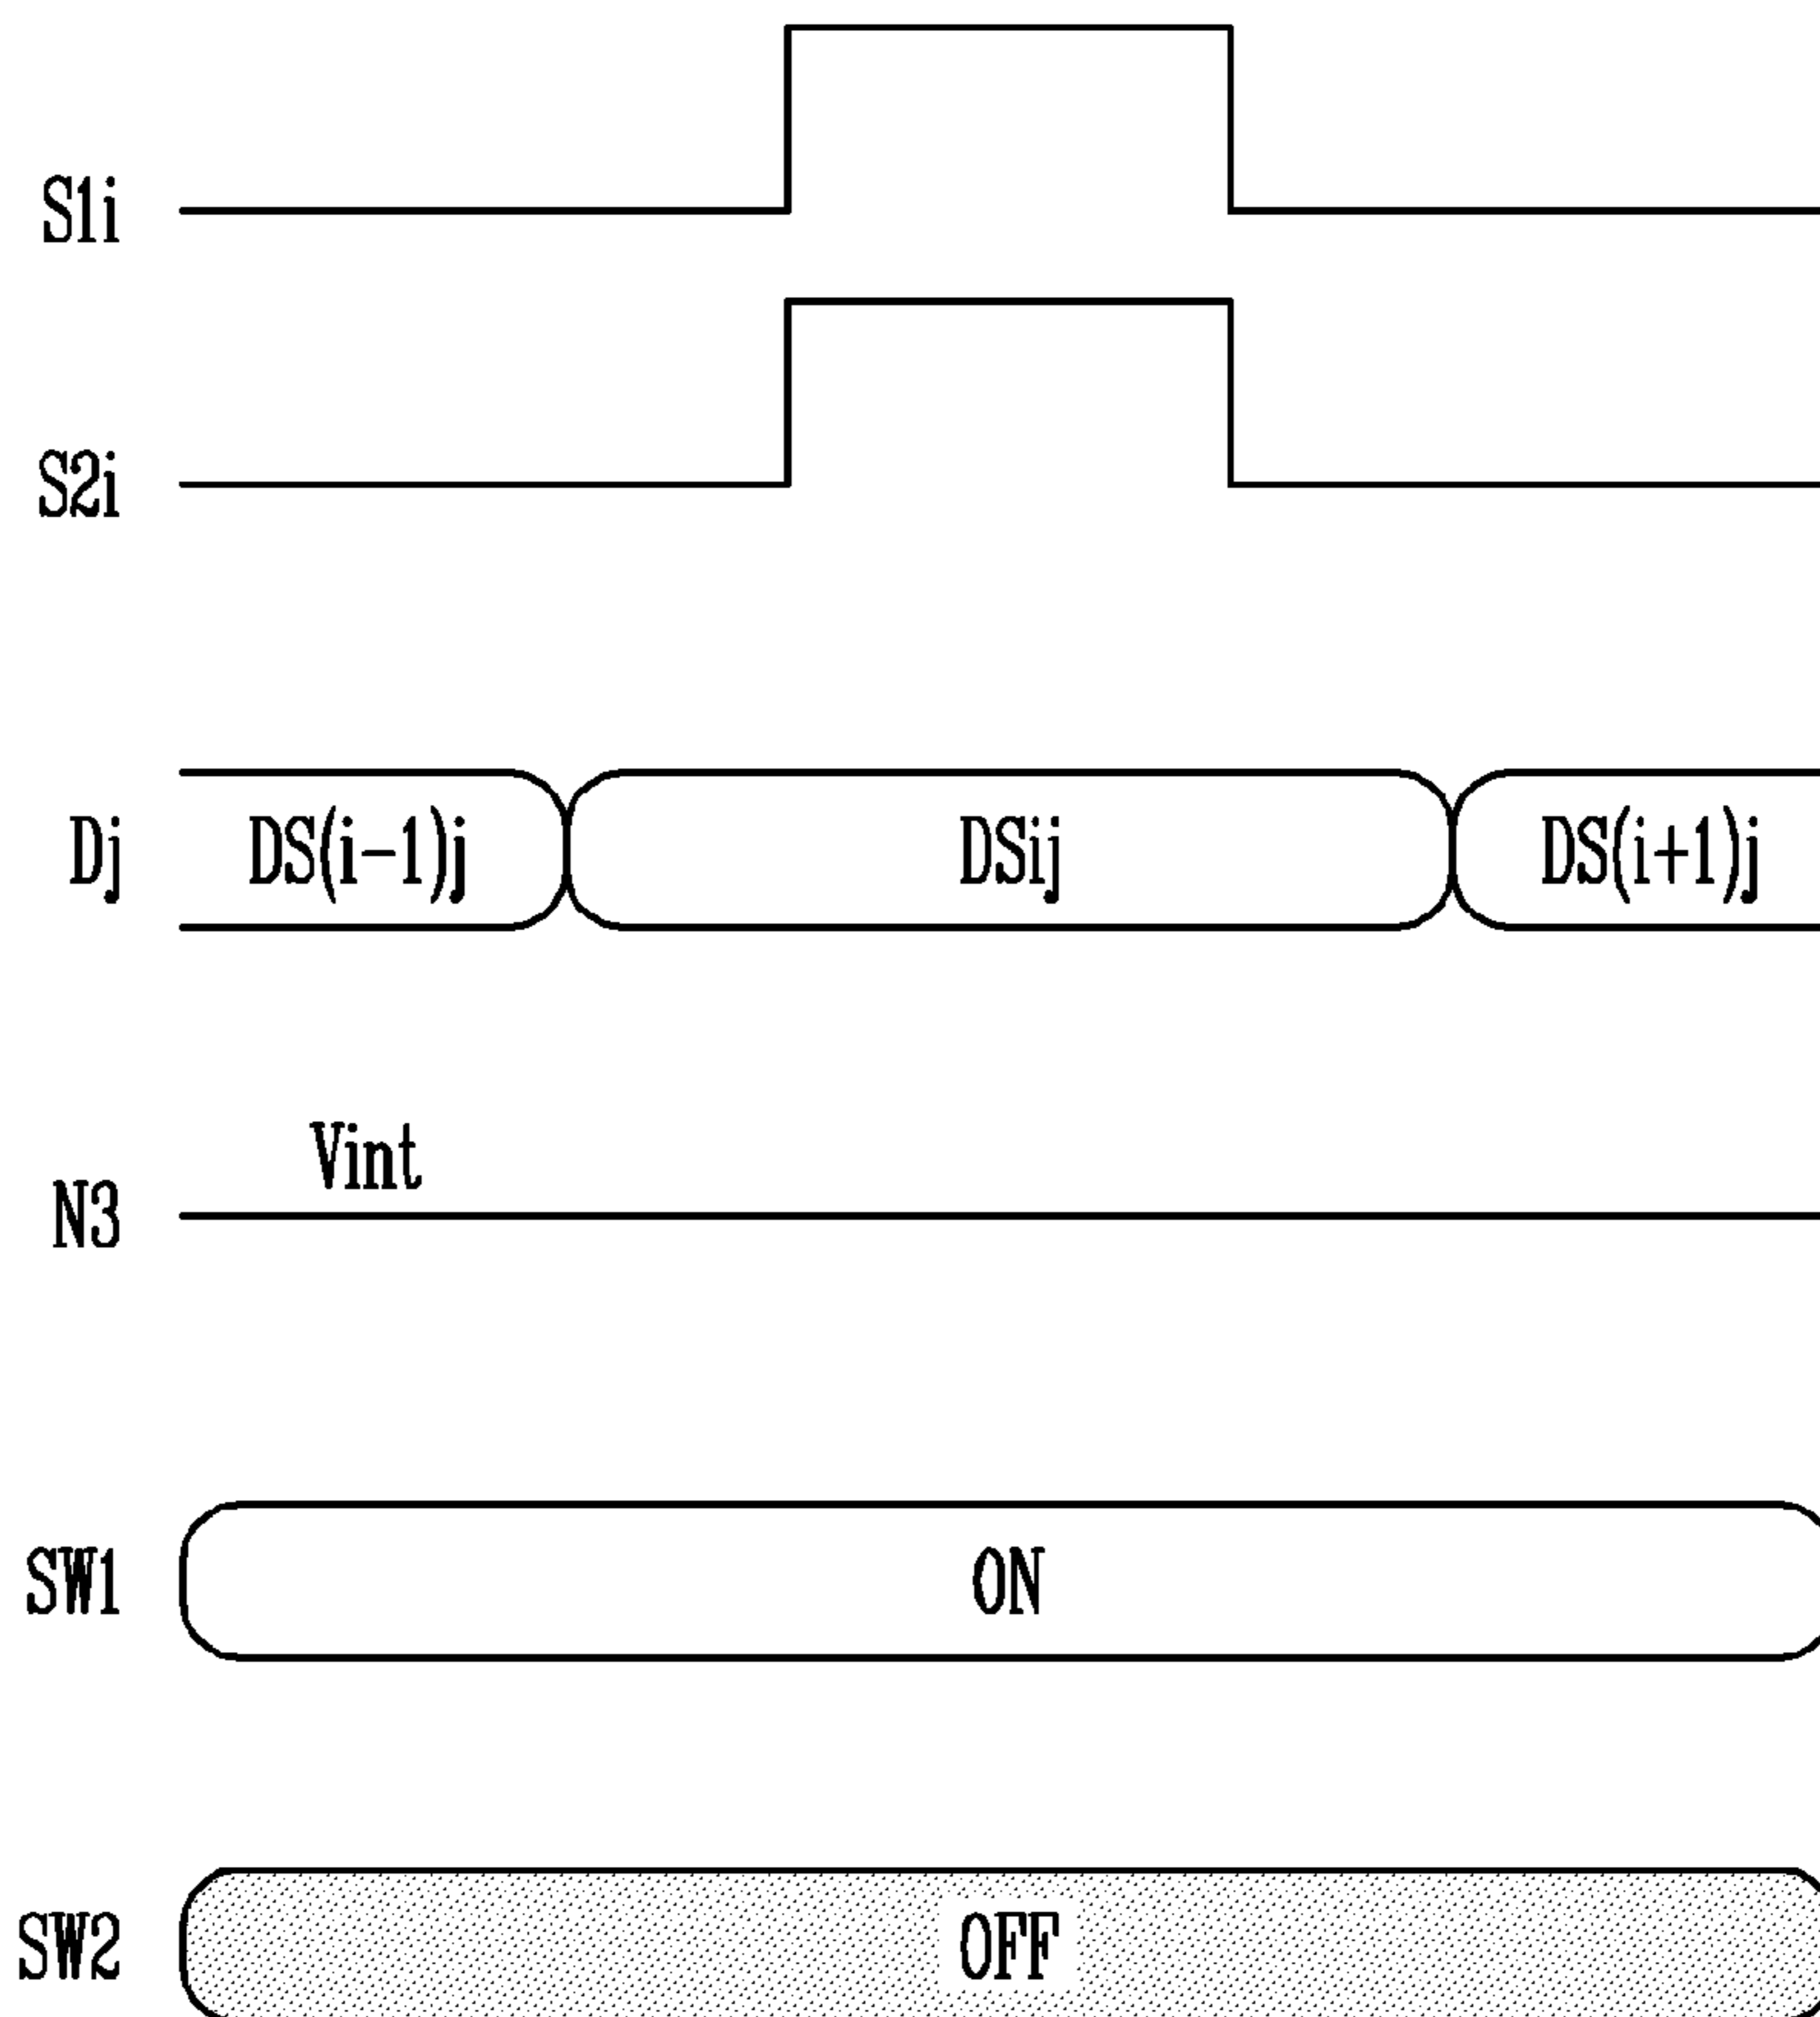 S1i
S2i
Dj DS(i-1)j DSij DS(i+1)j
Vint
N3
SW1 ON
SW2 OFF